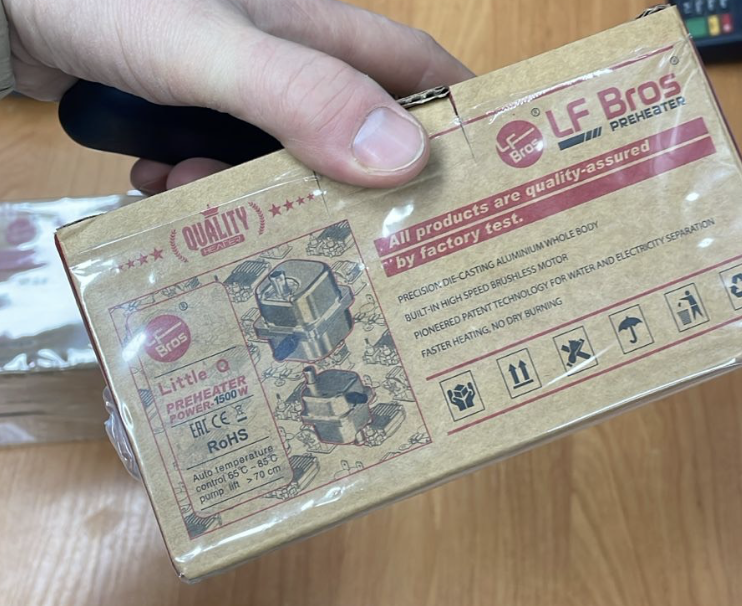 LF Bros
LF Bros®
PREHEATER
All products are quality-assured
by factory test.
QUALITY
HEATER
PRECISION DIE-CASTING ALUMINIUM WHOLE BODY
BUILT-IN HIGH SPEED BRUSHLESS MOTOR
PIONEERED PATENT TECHNOLOGY FOR WATER AND ELECTRICITY SEPARATION
FASTER HEATING, NO DRY BURNING
LF Bros®
Little Q
PREHEATER
POWER:1500W
EAC CE
RoHS
Auto temperature
control 65℃-85℃
pump lift >70 cm